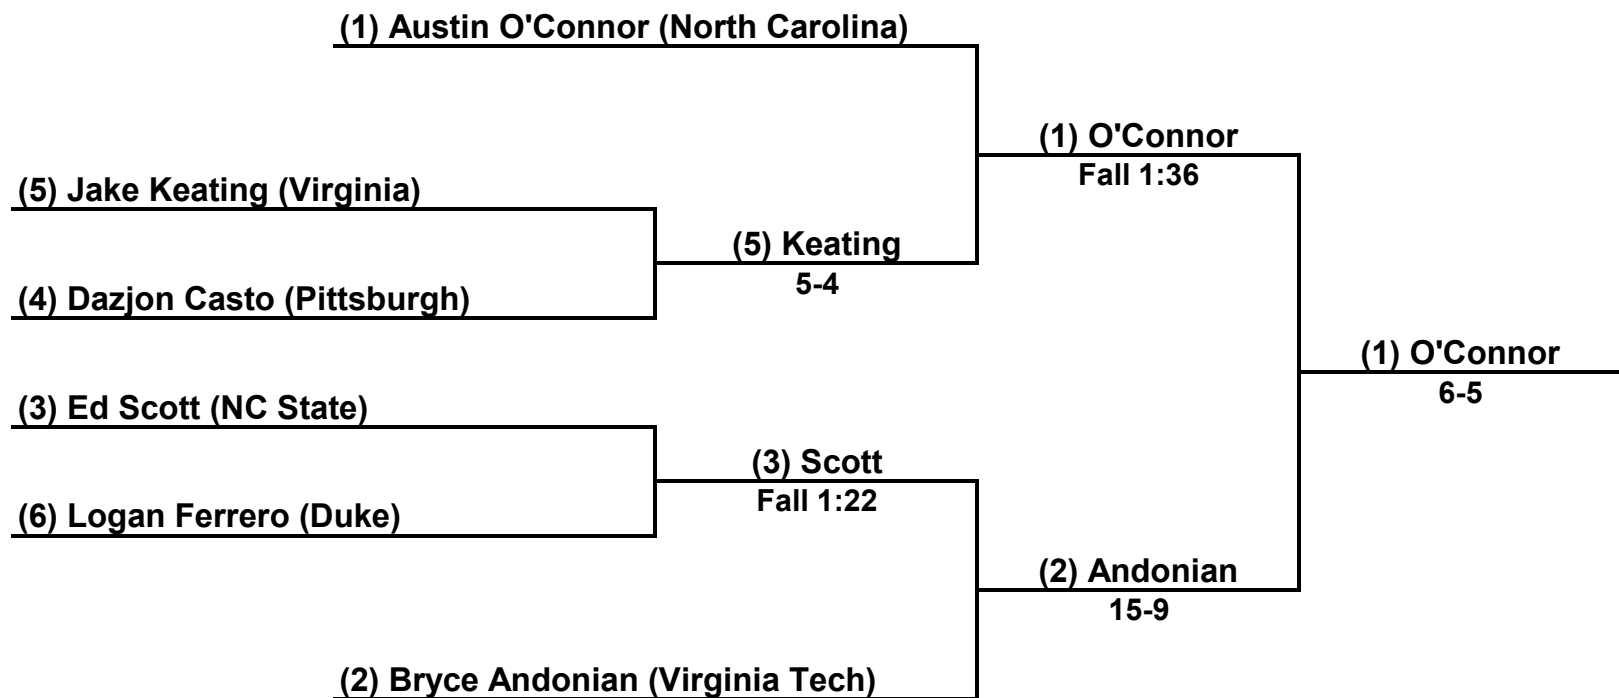 (1) Austin O'Connor (North Carolina)
(1) O'Connor
Fall 1:36
(5) Jake Keating (Virginia)
(5) Keating
5-4
(4) Dazjon Casto (Pittsburgh)
(1) O'Connor
6-5
(3) Ed Scott (NC State)
(3) Scott
Fall 1:22
(6) Logan Ferrero (Duke)
(2) Andonian
15-9
(2) Bryce Andonian (Virginia Tech)